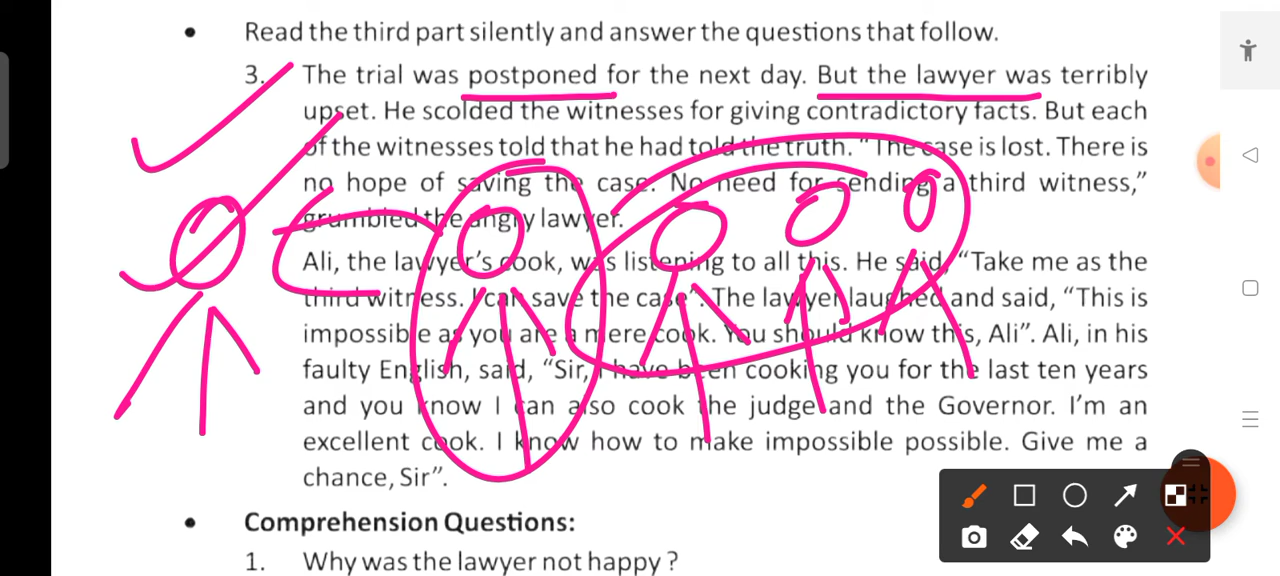 • Read the third part silently and answer the questions that follow.
3. The trial was postponed for the next day. But the lawyer was terribly
upset. He scolded the witnesses for giving contradictory facts. But each
of the witnesses told that he had told the truth. "The case is lost. There is
no hope of saving the case. No need for sending a third witness,"
grumbled the angry lawyer.
Ali, the lawyer's cook, was listening to all this. He said, "Take me as the
third witness. I can save the case". The lawyer laughed and said, "This is
impossible as you are a mere cook. You should know this, Ali". Ali, in his
faulty English, said, "Sir, I have been cooking you for the last ten years
and you know I can also cook the judge and the Governor. I'm an
excellent cook. I know how to make impossible possible. Give me a
chance, Sir".
• Comprehension Questions:
1. Why was the lawyer not happy ?